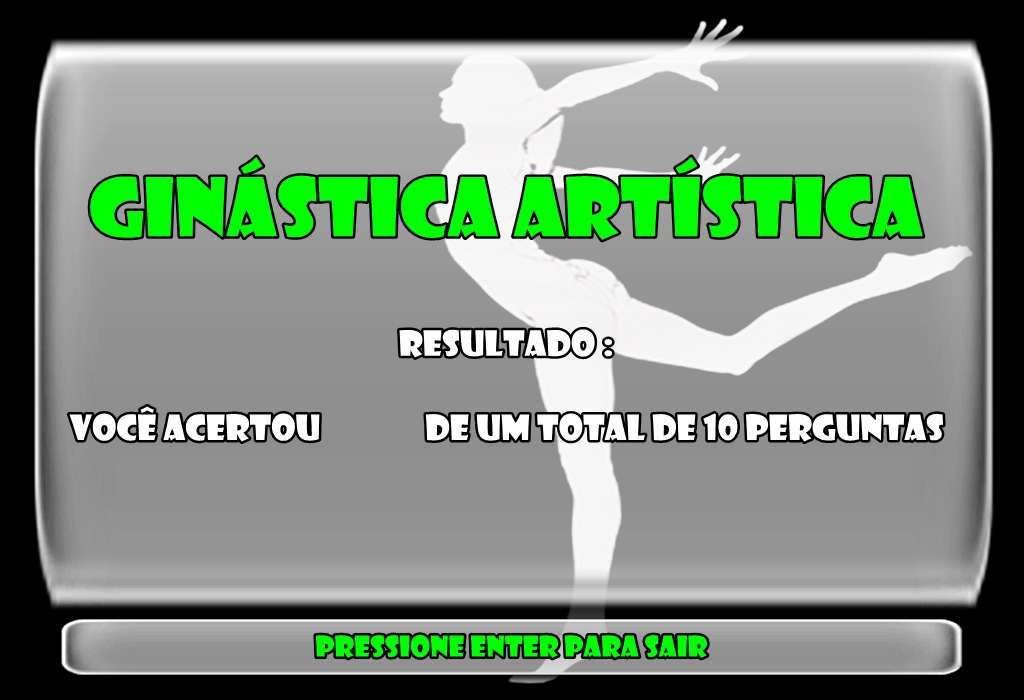 GINÁSTICA ARTÍSTICA
RESULTADO :
VOCÊ ACERTOU DE UM TOTAL DE 10 PERGUNTAS
PRESSIONE ENTER PARA SAIR